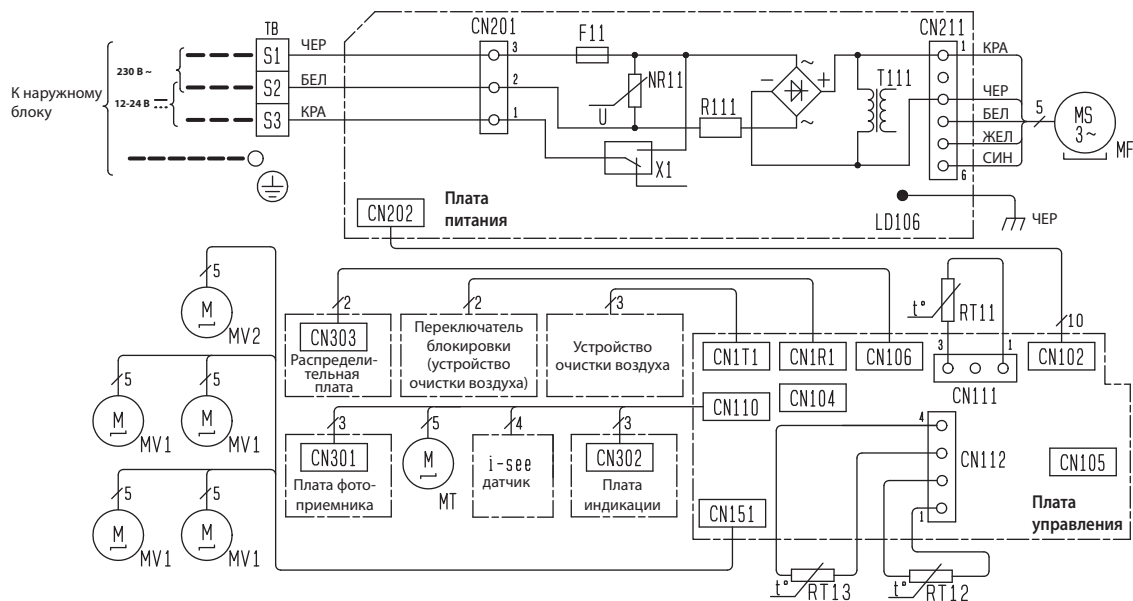 К наружному
блоку
230 В ~
12-24 В
TB
S1
S2
S3
ЧЕР
БЕЛ
КРА
CN201
3
2
1
F11
NR11
U
R111
X1
~
−
+
~
T111
CN211
1
6
КРА
ЧЕР
БЕЛ
ЖЕЛ
СИН
5
MS
3~
MF
Плата
питания
CN202
LD106
ЧЕР
5
M
MV2
5
M
MV1
5
M
MV1
5
M
MV1
5
M
MV1
2
CN303
Распредели-
тельная
плата
2
Переключатель
блокировки
(устройство
очистки воздуха)
3
Устройство
очистки воздуха
CN1T1
CN1R1
CN106
t°
RT11
3
1
CN111
10
CN102
CN110
CN104
3
CN301
Плата фото-
приемника
5
M
MT
4
i-see
датчик
3
CN302
Плата
индикации
CN151
4
CN112
1
CN105
Плата
управления
t°
RT13
t°
RT12